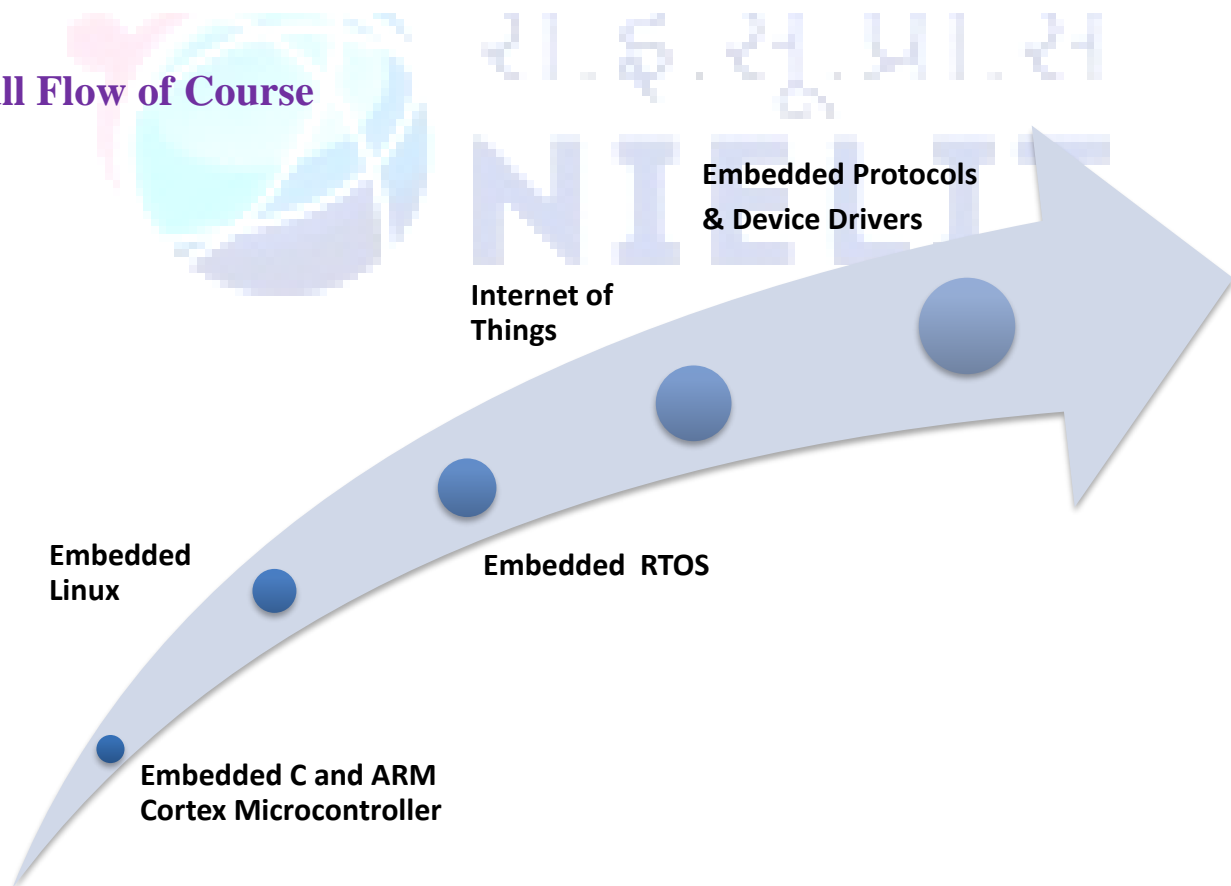 ll Flow of Course
रा.इ.सू.प्रा.सं
NIELIT
Embedded Protocols
& Device Drivers
Internet of
Things
Embedded
Linux
Embedded RTOS
Embedded C and ARM
Cortex Microcontroller